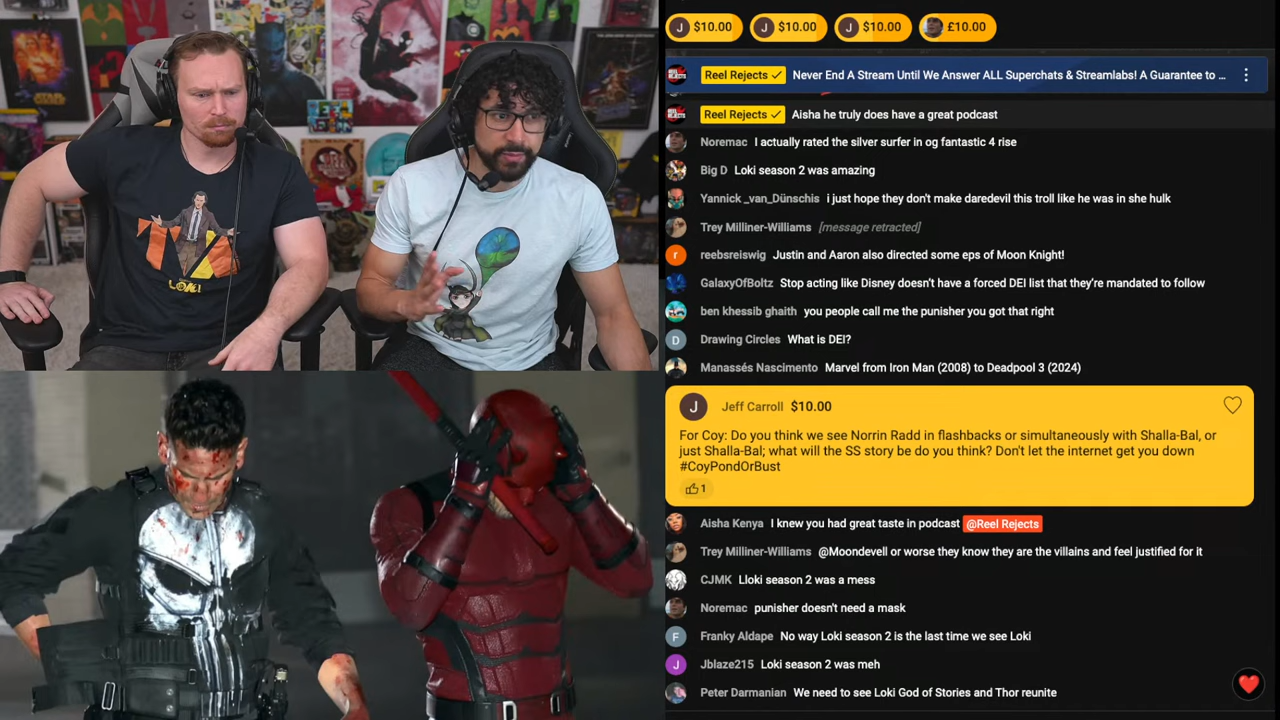 J $10.00 J $10.00 J $10.00 £10.00
Reel Rejects Never End A Stream Until We Answer ALL Superchats & Streamlabs! A Guarantee to ...
Reel Rejects Aisha he truly does have a great podcast
Noremac I actually rated the silver surfer in og fantastic 4 rise
Big D Loki season 2 was amazing
Yannick _van_Dünschis i just hope they don't make daredevil this troll like he was in she hulk
Trey Milliner-Williams [message retracted]
r reebsreiswig Justin and Aaron also directed some eps of Moon Knight!
GalaxyOfBoltz Stop acting like Disney doesn't have a forced DEI list that they're mandated to follow
ben khessib ghaith you people call me the punisher you got that right
D Drawing Circles What is DEI?
Manassés Nascimento Marvel from Iron Man (2008) to Deadpool 3 (2024)
J Jeff Carroll $10.00
For Coy: Do you think we see Norrin Radd in flashbacks or simultaneously with Shalla-Bal, or
just Shalla-Bal; what will the SS story be do you think? Don't let the internet get you down
#CoyPondOrBust
1
Aisha Kenya I knew you had great taste in podcast @Reel Rejects
Trey Milliner-Williams @Moondevell or worse they know they are the villains and feel justified for it
CJMK Lloki season 2 was a mess
Noremac punisher doesn't need a mask
F Franky Aldape No way Loki season 2 is the last time we see Loki
J Jblaze215 Loki season 2 was meh
Peter Darmanian We need to see Loki God of Stories and Thor reunite
LOKI